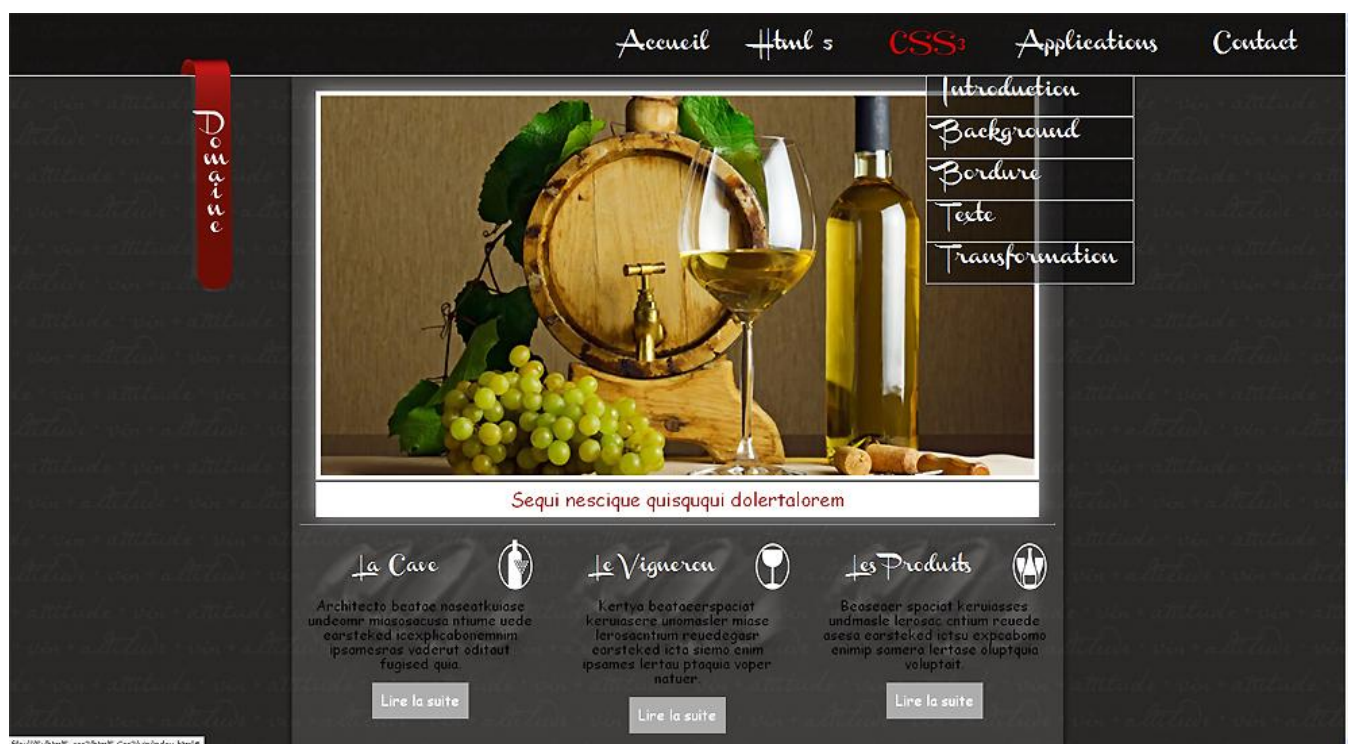 Accueil Html 5 CSS3 Applications Contact
Introduction
Background
Bordure
Texte
Transformation
Domaine
Sequi nescique quisququi dolertalorem
La Cave
Le Vigneron
Les Produits
Architecto beatae naseatkuiase
undeomr miasosacusa ntiume uede
earsteked icexplicabonemnim
ipsamesras vaderut oditaut
fugised quia.
Lire la suite
Kertya beataeerspaciat
keruiasere unomasler miase
lerosacntium reuedegasr
earsteked icta siemo enim
ipsames lertau ptaquia voper
natuer.
Lire la suite
Beaseaer spaciat keruiasses
undmasle lerosac cntium reuede
asesa earsteked ictsu expeabomo
enimip samera lertase oluptquia
voluptait.
Lire la suite